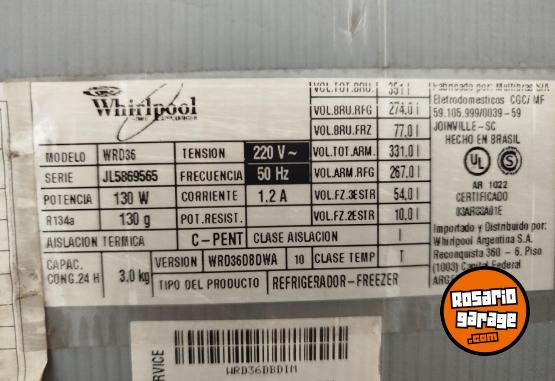 Whirlpool
HOME APPLIANCES
MODELO WRD36
SERIE JL5869565
POTENCIA 130 W
R134a 130 g
TENSION 220 V~
FRECUENCIA 50 Hz
CORRIENTE 1.2 A
POT.RESIST.
AISLACION TERMICA C-PENT CLASE AISLACION I
CAPAC. CONG.24 H 3.0 kg
VERSION WRD36DBDWA 10 CLASE TEMP T
TIPO DEL PRODUCTO REFRIGERADOR-FREEZER
VOL.TOT.BRU. 351 l
VOL.BRU.RFG 274,0 l
VOL.BRU.FRZ 77,0 l
VOL.TOT.ARM. 331,0 l
VOL.ARM.RFG 267,0 l
VOL.FZ.3ESTR 54,0 l
VOL.FZ.2ESTR 10,0 l
Fabricado por: Multibras S/A
Eletrodomesticos CGC/MF
59.105.999/0039-59
JOINVILLE-SC
HECHO EN BRASIL
UL S
AR 1022
CERTIFICADO
Importado y Distribuido por:
Whirlpool Argentina S.A.
Reconquista 360 - 6. Piso
(1003) Capital Federal
SERVICE
WRD36DBDIM
Rosario
garage
.com